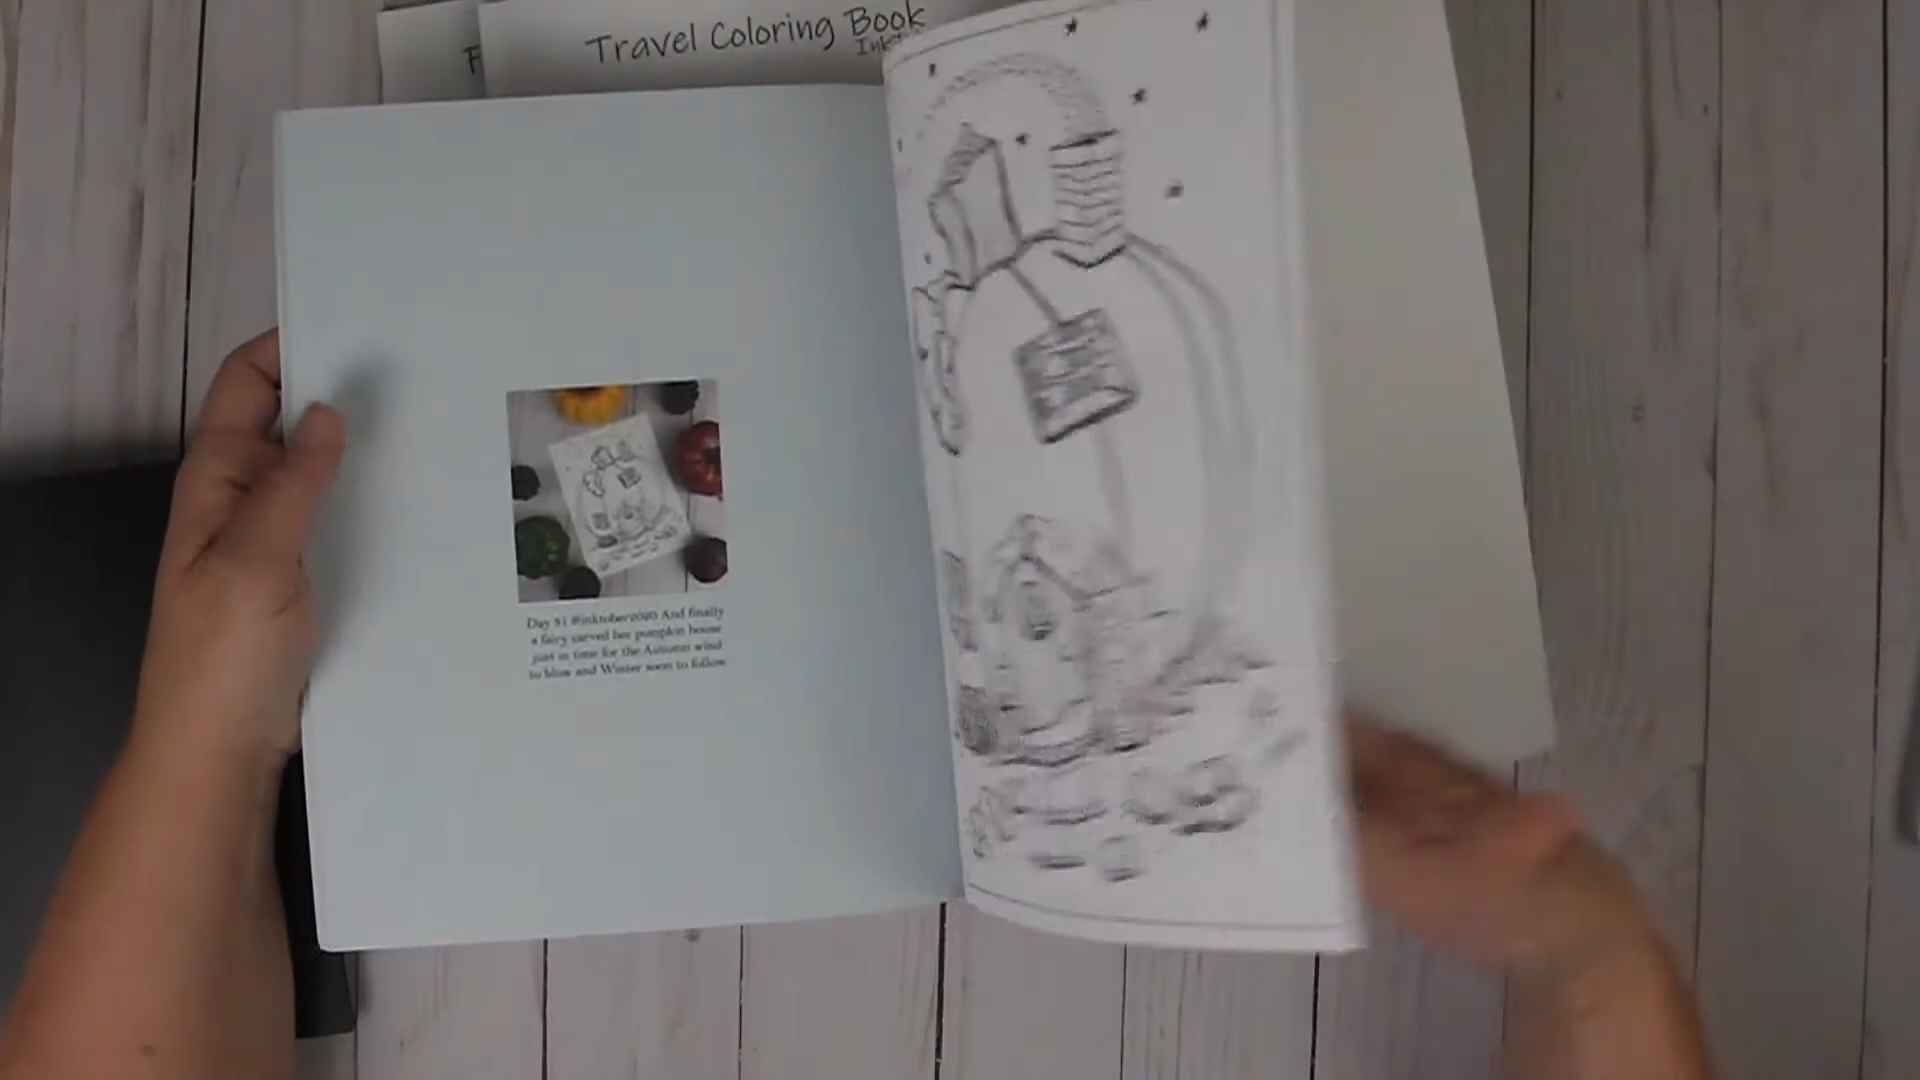 F
Travel Coloring Book
Ink
Day 31 #inktober2020 And finally
a fairy carved her pumpkin house
just in time for the Autumn wind
to blow and Winter soon to follow